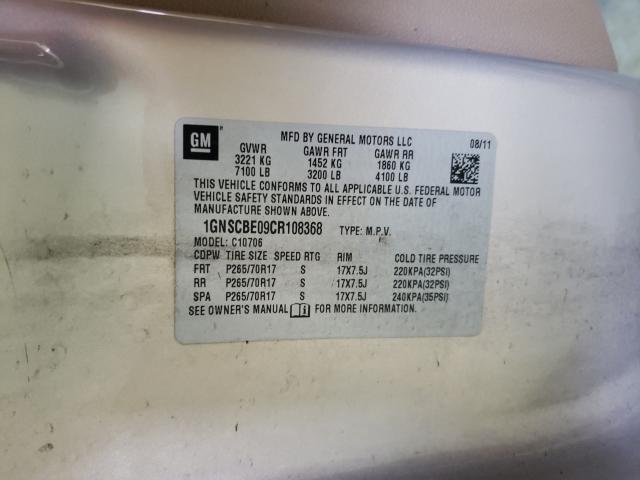 GM MFD BY GENERAL MOTORS LLC 08/11
GVWR GAWR FRT GAWR RR
3221 KG 1452 KG 1860 KG
7100 LB 3200 LB 4100 LB
THIS VEHICLE CONFORMS TO ALL APPLICABLE U.S. FEDERAL MOTOR
VEHICLE SAFETY STANDARDS IN EFFECT ON THE DATE OF
MANUFACTURE SHOWN ABOVE.
1GNSCBE09CR108368 TYPE: M.P.V.
MODEL: C10706
CDPW TIRE SIZE SPEED RTG RIM COLD TIRE PRESSURE
FRT P265/70R17 S 17X7.5J 220KPA(32PSI)
RR P265/70R17 S 17X7.5J 220KPA(32PSI)
SPA P265/70R17 S 17X7.5J 240KPA(35PSI)
SEE OWNER'S MANUAL FOR MORE INFORMATION.